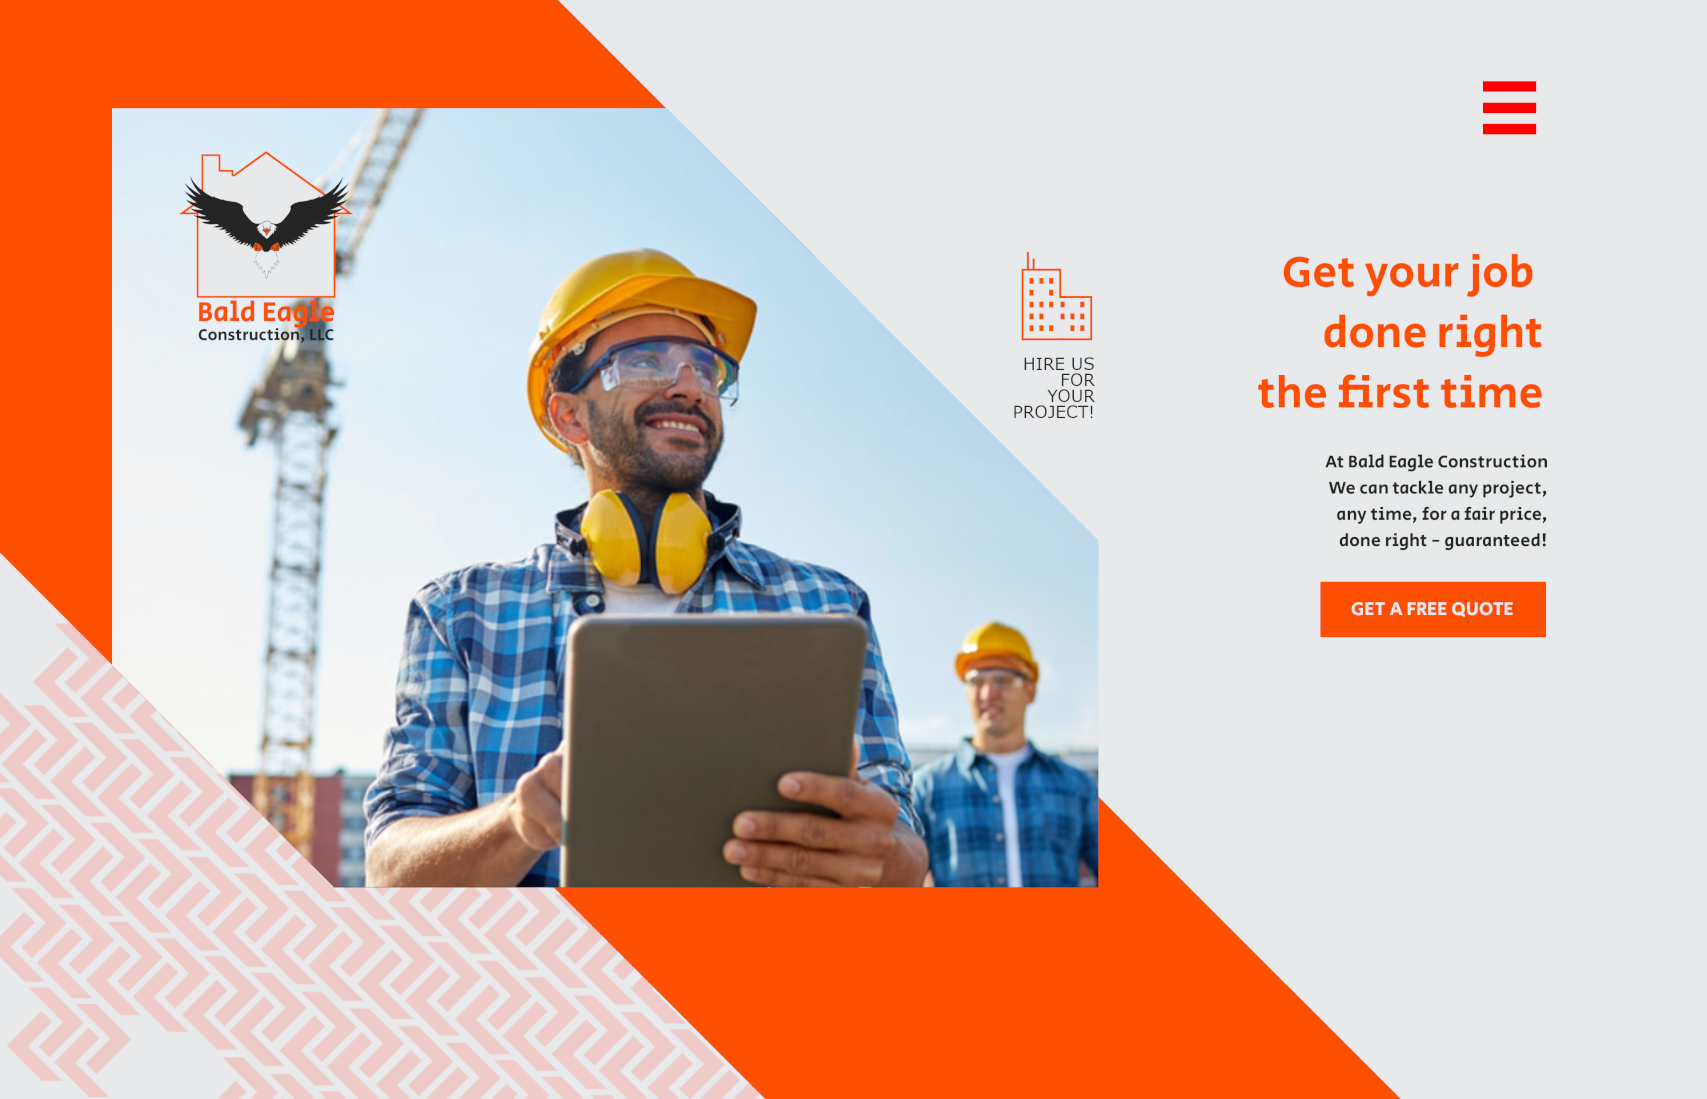 Bald Eagle
Construction, LLC
HIRE US
FOR
YOUR
PROJECT!
Get your job
done right
the first time
At Bald Eagle Construction
We can tackle any project,
any time, for a fair price,
done right - guaranteed!
GET A FREE QUOTE